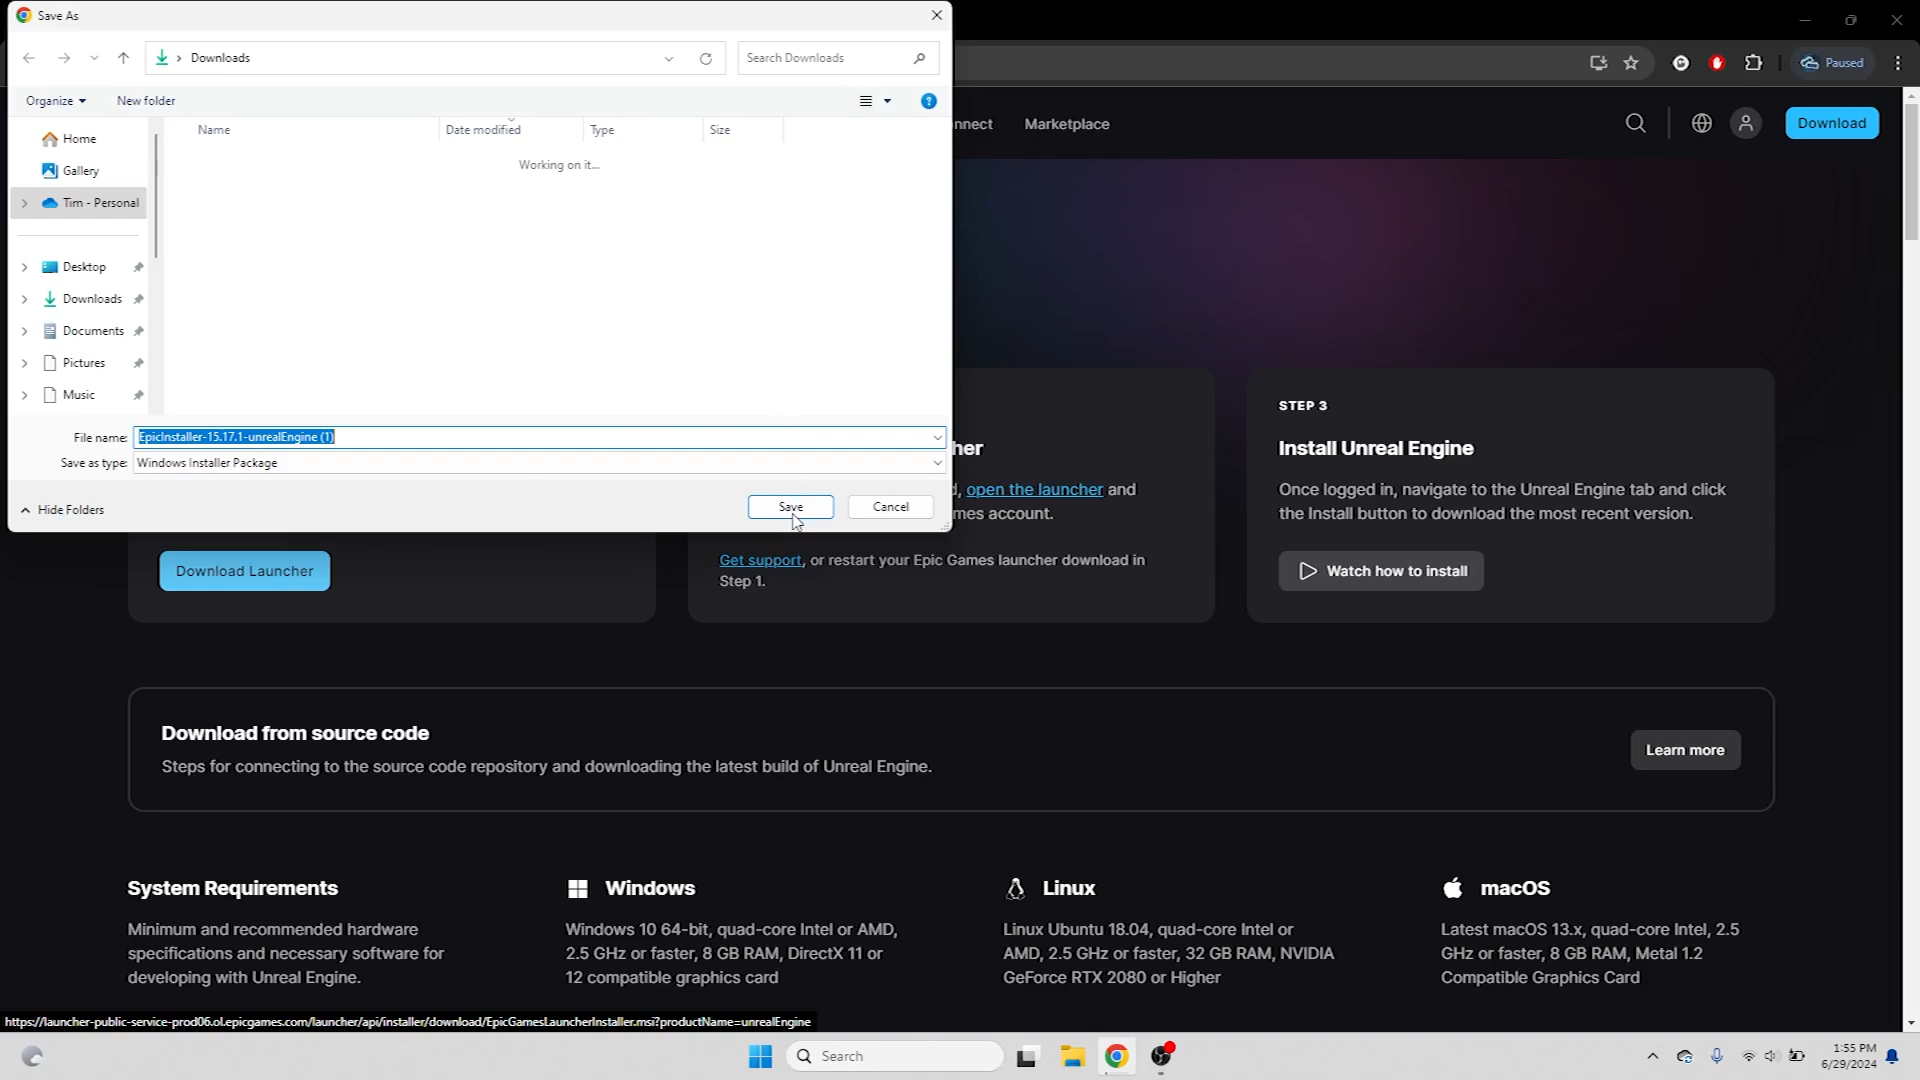 Save As
Downloads
Search Downloads
Paused
Organize
New folder
nnect
Marketplace
Download
Home
Gallery
Tim - Personal
Desktop
Downloads
Documents
Pictures
Music
Name
Date modified
Type
Size
Working on it...
File name:
EpicInstaller-15.17.1-unrealEngine (1)
Save as type:
Windows Installer Package
Hide Folders
Save
Cancel
Download Launcher
her
d, open the launcher and
mes account.
Get support, or restart your Epic Games launcher download in
Step 1.
STEP 3
Install Unreal Engine
Once logged in, navigate to the Unreal Engine tab and click
the Install button to download the most recent version.
Watch how to install
Download from source code
Steps for connecting to the source code repository and downloading the latest build of Unreal Engine.
Learn more
System Requirements
Minimum and recommended hardware
specifications and necessary software for
developing with Unreal Engine.
Windows
Windows 10 64-bit, quad-core Intel or AMD,
2.5 GHz or faster, 8 GB RAM, DirectX 11 or
12 compatible graphics card
Linux
Linux Ubuntu 18.04, quad-core Intel or
AMD, 2.5 GHz or faster, 32 GB RAM, NVIDIA
GeForce RTX 2080 or Higher
macOS
Latest macOS 13.x, quad-core Intel, 2.5
GHz or faster, 8 GB RAM, Metal 1.2
Compatible Graphics Card
https://launcher-public-service-prod06.ol.epicgames.com/launcher/api/installer/download/EpicGamesLauncherInstaller.msi?productName=unrealEngine
Search
1:55 PM
6/29/2024